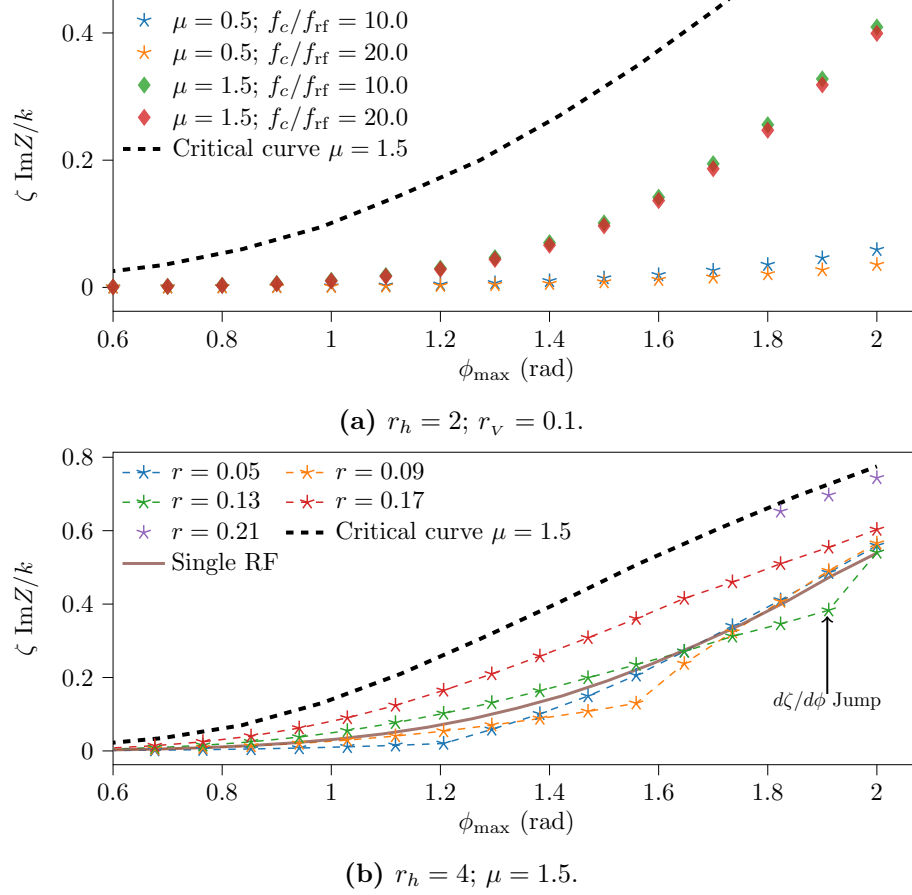 0.4
0.2
0
ζ ImZ/k
μ = 0.5; f_c/f_rf = 10.0
μ = 0.5; f_c/f_rf = 20.0
μ = 1.5; f_c/f_rf = 10.0
μ = 1.5; f_c/f_rf = 20.0
Critical curve μ = 1.5
0.6 0.8 1 1.2 1.4 1.6 1.8 2
ϕ_max (rad)
(a) r_h = 2; r_V = 0.1.
0.8
0.6
0.4
0.2
0
ζ ImZ/k
r = 0.05 r = 0.09
r = 0.13 r = 0.17
r = 0.21 Critical curve μ = 1.5
Single RF
dζ/dϕ Jump
0.6 0.8 1 1.2 1.4 1.6 1.8 2
ϕ_max (rad)
(b) r_h = 4; μ = 1.5.